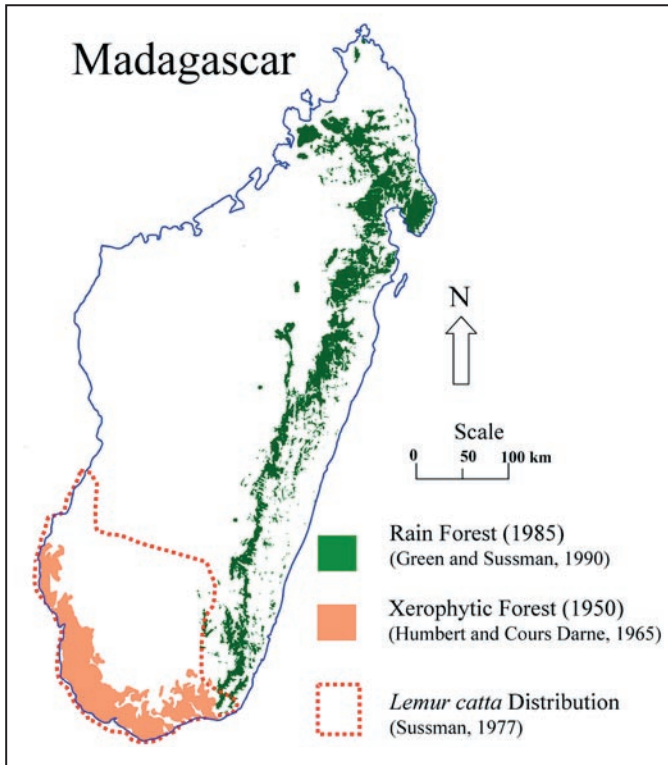 Madagascar
N
Scale
0 50 100 km
Rain Forest (1985)
(Green and Sussman, 1990)
Xerophytic Forest (1950)
(Humbert and Cours Darne, 1965)
Lemur catta Distribution
(Sussman, 1977)